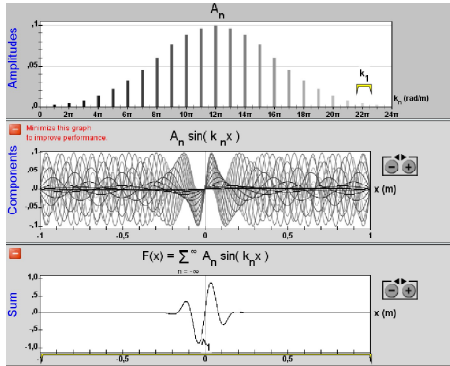 Aₙ
Amplitudes
,1
,05
0
k₁
kₙ (rad/m)
0 2π 4π 6π 8π 10π 12π 14π 16π 18π 20π 22π 24π
Minimize this graph
to improve performance.
Aₙ sin( kₙx )
Components
,10
,05
0,0
-,05
-,1
x (m)
-1 -0,5 0 0,5 1
F(x) = ∑ Aₙ sin( kₙx )
∞
n = -∞
Sum
1,0
,5
0,0
-,5
-1,0
x (m)
-1 -0,5 0 0,5 1